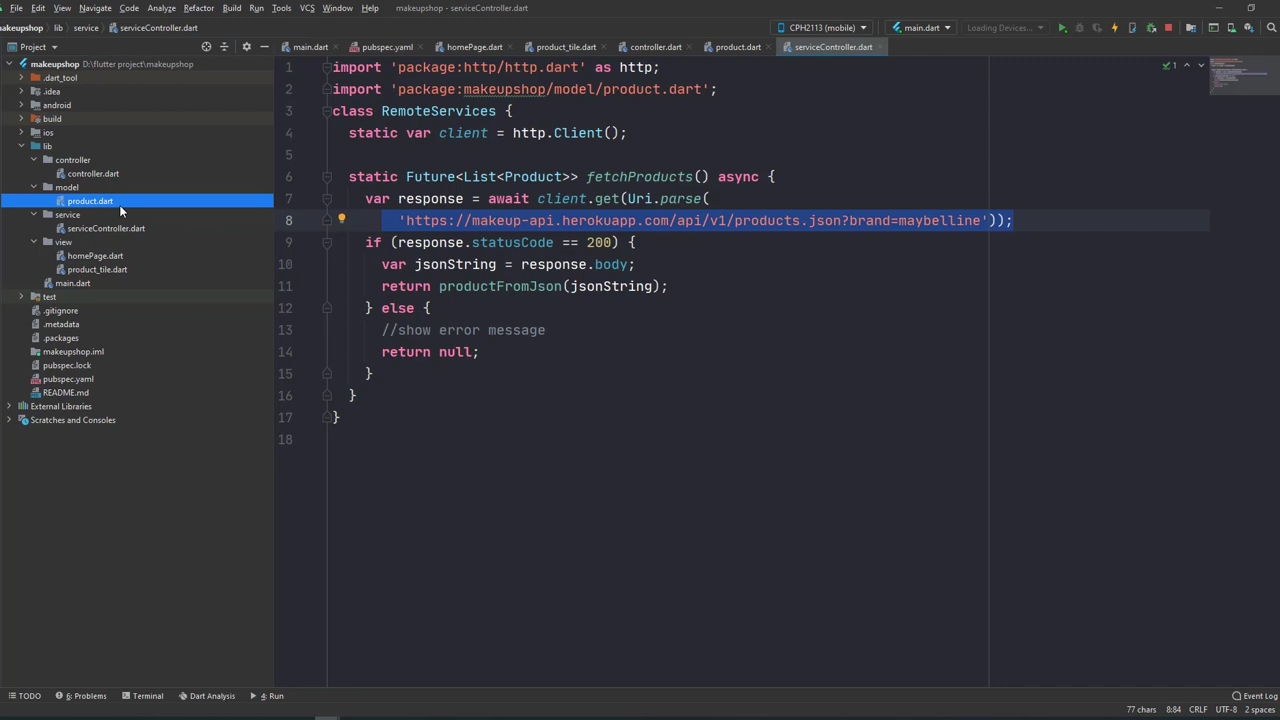 File Edit View Navigate Code Analyze Refactor Build Run Tools VCS Window Help makeupshop - serviceController.dart
makeupshop lib service serviceController.dart CPH2113 (mobile) main.dart Loading Devices...
Project main.dart pubspec.yaml homePage.dart product_tile.dart controller.dart product.dart serviceController.dart
makeupshop D:\flutter project\makeupshop
.dart_tool
.idea
android
build
ios
lib
controller
controller.dart
model
product.dart
service
serviceController.dart
view
homePage.dart
product_tile.dart
main.dart
test
.gitignore
.metadata
.packages
makeupshop.iml
pubspec.lock
pubspec.yaml
README.md
External Libraries
Scratches and Consoles
1 import 'package:http/http.dart' as http; 1
2 import 'package:makeupshop/model/product.dart';
3 class RemoteServices {
4 static var client = http.Client();
5
6 static Future<List<Product>> fetchProducts() async {
7 var response = await client.get(Uri.parse(
8 'https://makeup-api.herokuapp.com/api/v1/products.json?brand=maybelline'));
9 if (response.statusCode == 200) {
10 var jsonString = response.body;
11 return productFromJson(jsonString);
12 } else {
13 //show error message
14 return null;
15 }
16 }
17 }
18
TODO 6: Problems Terminal Dart Analysis 4: Run Event Log
77 chars 8:84 CRLF UTF-8 2 spaces